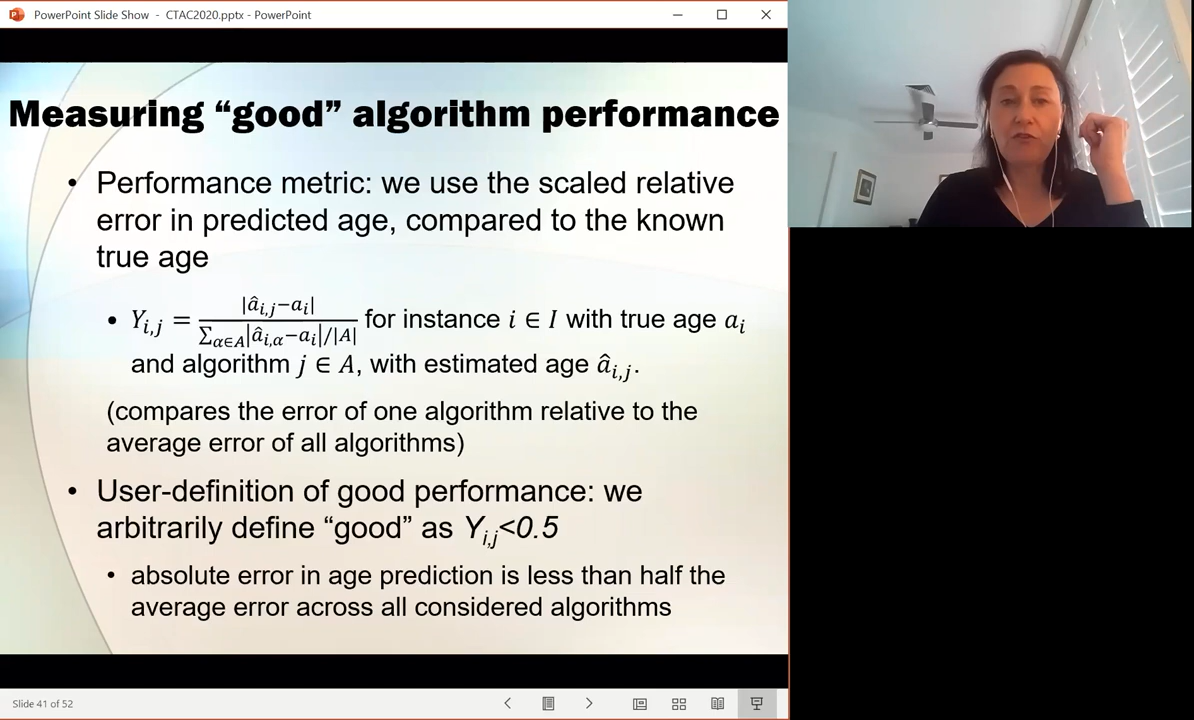 PowerPoint Slide Show - CTAC2020.pptx - PowerPoint
Measuring “good” algorithm performance
• Performance metric: we use the scaled relative
error in predicted age, compared to the known
true age
• Y_{i,j} = |â_{i,j}−a_i| / (∑_{α∈A}|â_{i,α}−a_i|/|A|) for instance i ∈ I with true age a_i
and algorithm j ∈ A, with estimated age â_{i,j}.
(compares the error of one algorithm relative to the
average error of all algorithms)
• User-definition of good performance: we
arbitrarily define “good” as Y_{i,j}<0.5
• absolute error in age prediction is less than half the
average error across all considered algorithms
Slide 41 of 52